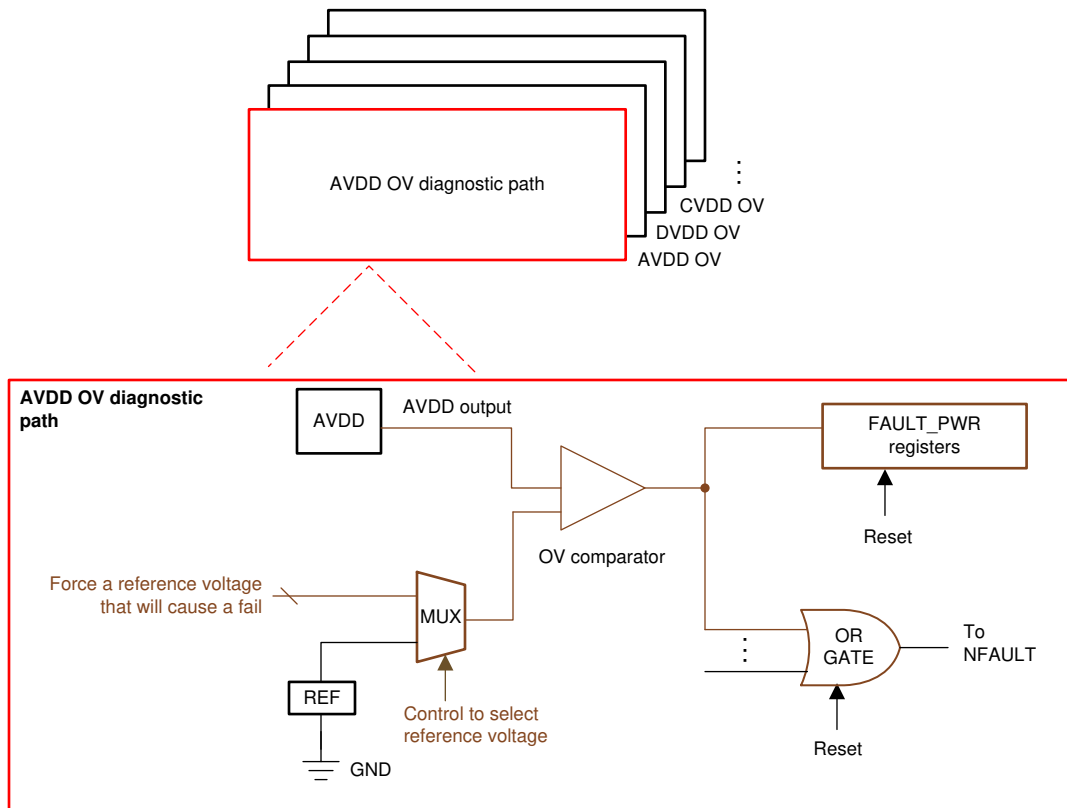 AVDD OV diagnostic path
CVDD OV
DVDD OV
AVDD OV
AVDD OV diagnostic
path
AVDD
AVDD output
FAULT_PWR
registers
Reset
OV comparator
Force a reference voltage
that will cause a fail
MUX
OR
GATE
To
NFAULT
REF
Control to select
reference voltage
Reset
GND